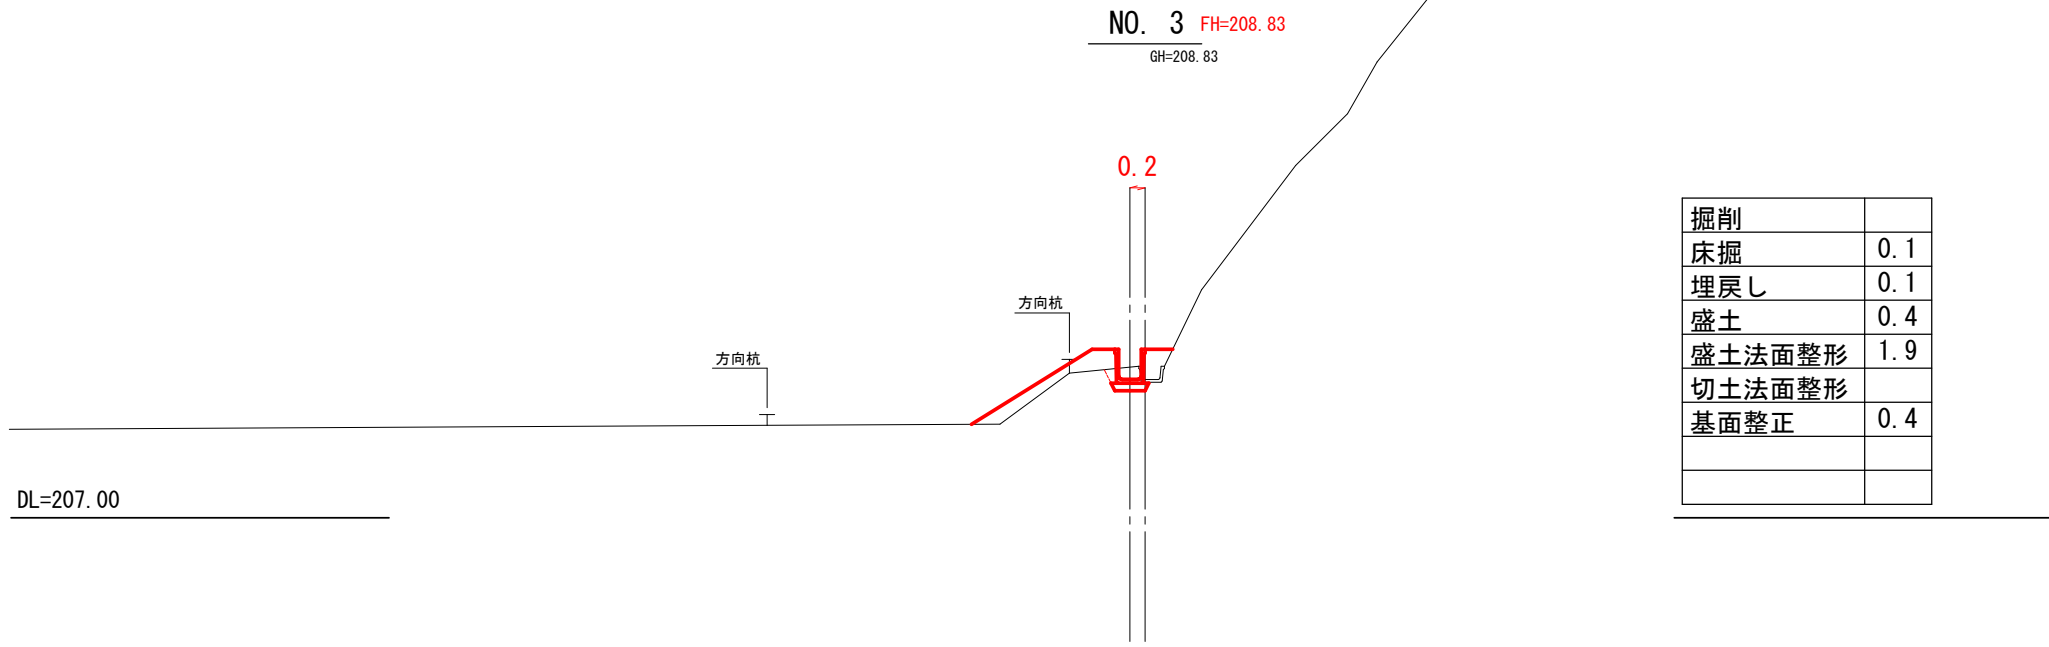 NO. 3 FH=208.83
GH=208.83
0.2
掘削
床掘 0.1
埋戻し 0.1
方向杭
盛土 0.4
方向杭
盛土法面整形 1.9
切土法面整形
基面整正 0.4
DL=207.00